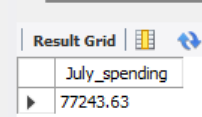 Result Grid
July_spending
77243.63